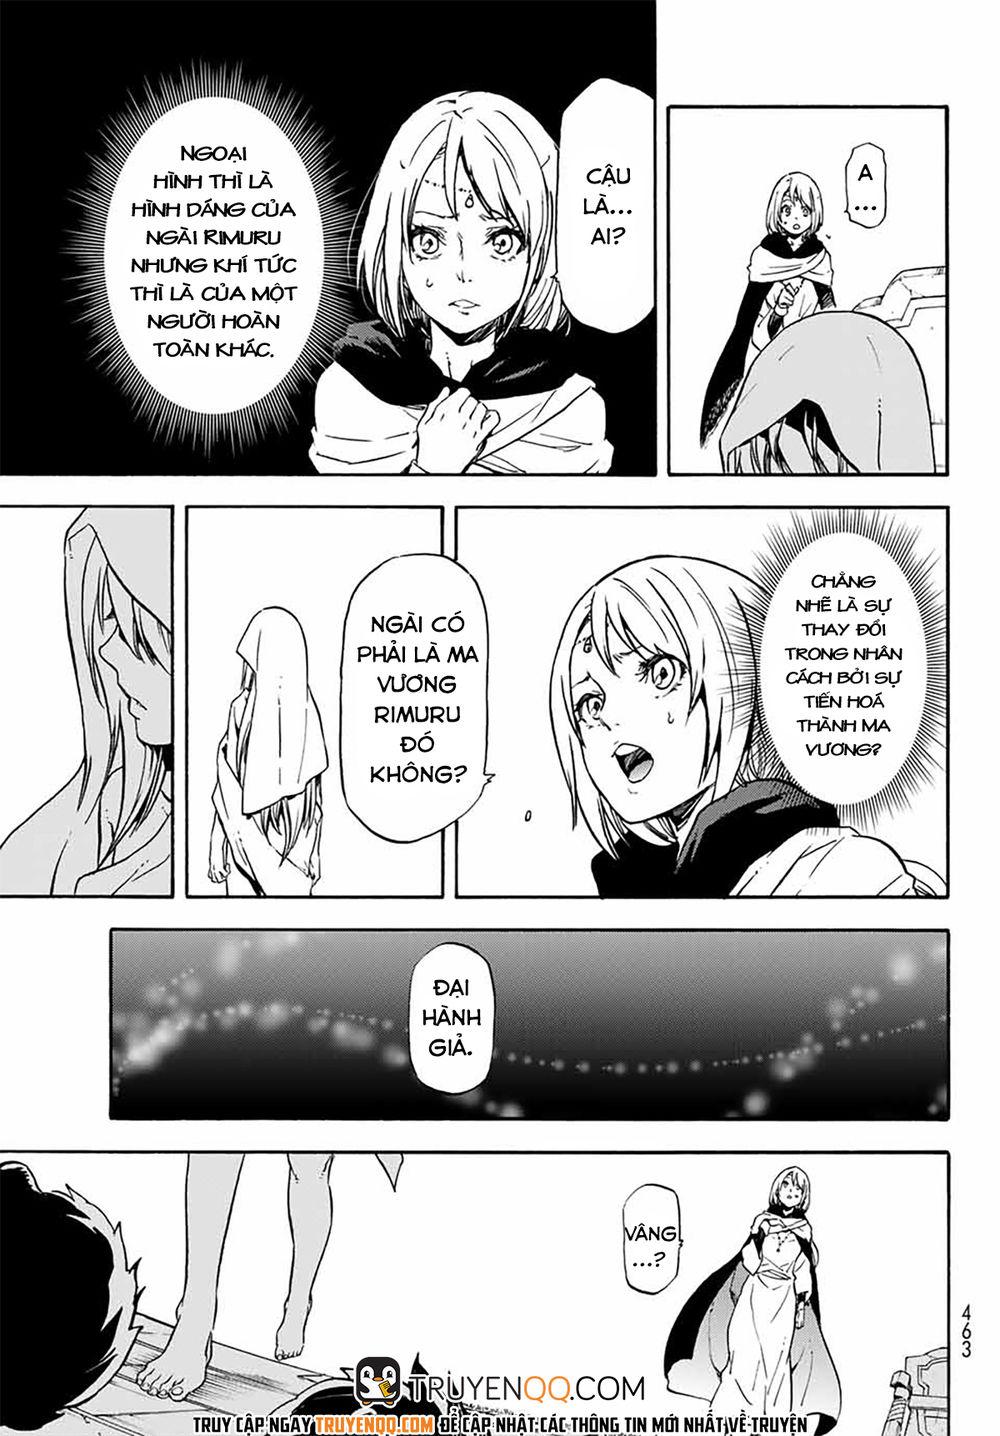 A
...
CẬU
LÀ...
AI?
NGOẠI
HÌNH THÌ LÀ
HÌNH DÁNG CỦA
NGÀI RIMURU
NHƯNG KHÍ TỨC
THÌ LÀ CỦA MỘT
NGƯỜI HOÀN
TOÀN KHÁC.
CHẲNG
NHẼ LÀ SỰ
THAY ĐỔI
TRONG NHÂN
CÁCH BỞI SỰ
TIẾN HOÁ
THÀNH MA
VƯƠNG?
NGÀI CÓ
PHẢI LÀ MA
VƯƠNG
RIMURU
ĐÓ
KHÔNG?
ĐẠI
HÀNH
GIẢ.
VÂNG
...?
463
TRUYENQQ.COM
TRUY CẬP NGAY TRUYENQQ.COM ĐỂ CẬP NHẬT CÁC THÔNG TIN MỚI NHẤT VỀ TRUYỆN